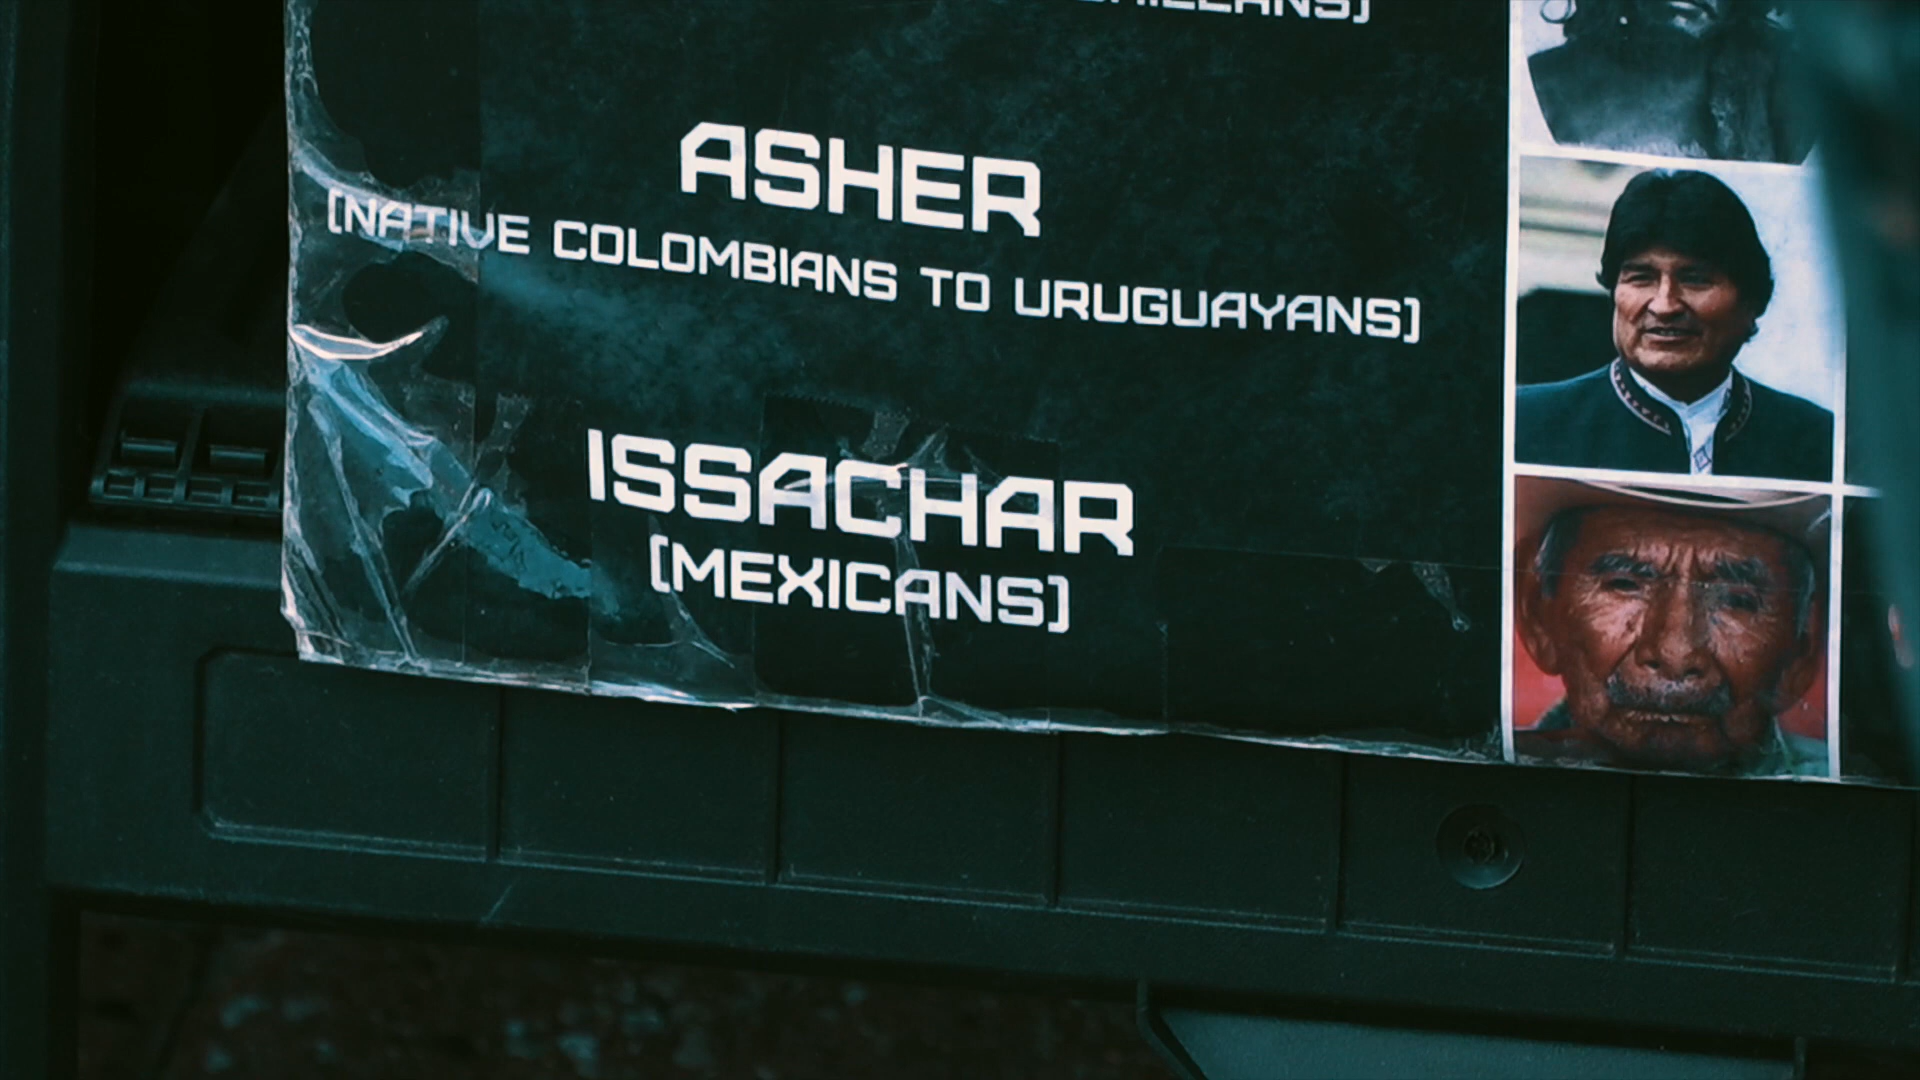 ASHER
[NATIVE COLOMBIANS TO URUGUAYANS]
ISSACHAR
[MEXICANS]